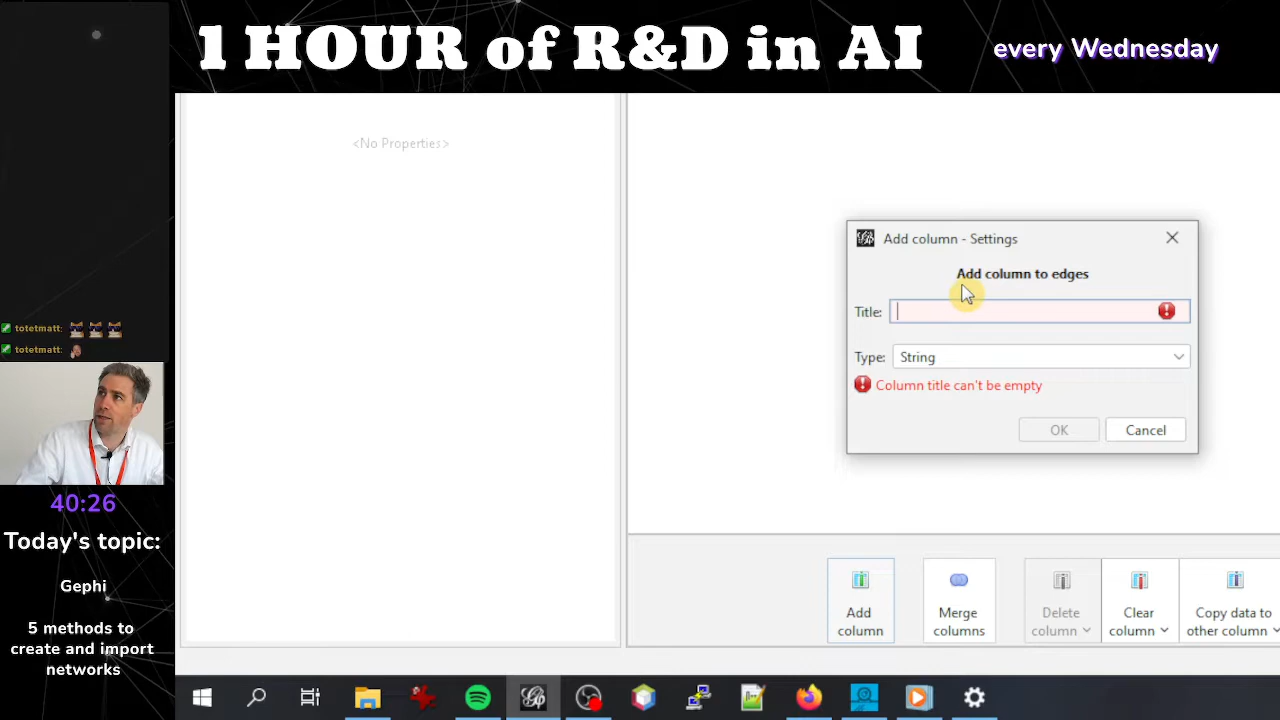 1 HOUR of R&D in AI
every Wednesday
<No Properties>
Add column - Settings
Add column to edges
Title:
Type:
String
Column title can't be empty
OK
Cancel
totetmatt:
totetmatt:
40:26
Today's topic:
Gephi
5 methods to
create and import
networks
Add
column
Merge
columns
Delete
column
Clear
column
Copy data to
other column